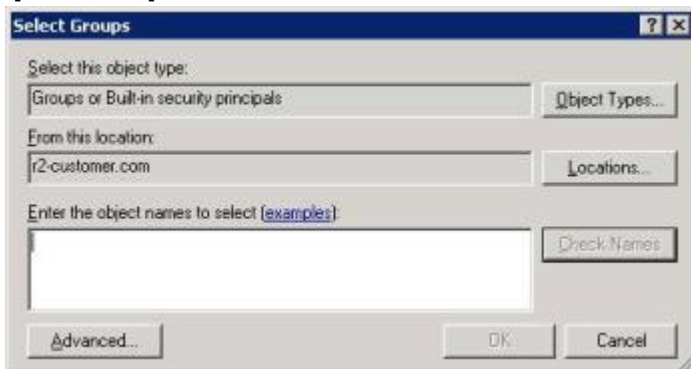 Select Groups
Select this object type:
Groups or Built-in security principals
Object Types...
From this location:
r2-customer.com
Locations...
Enter the object names to select (examples):
Check Names
Advanced...
OK
Cancel